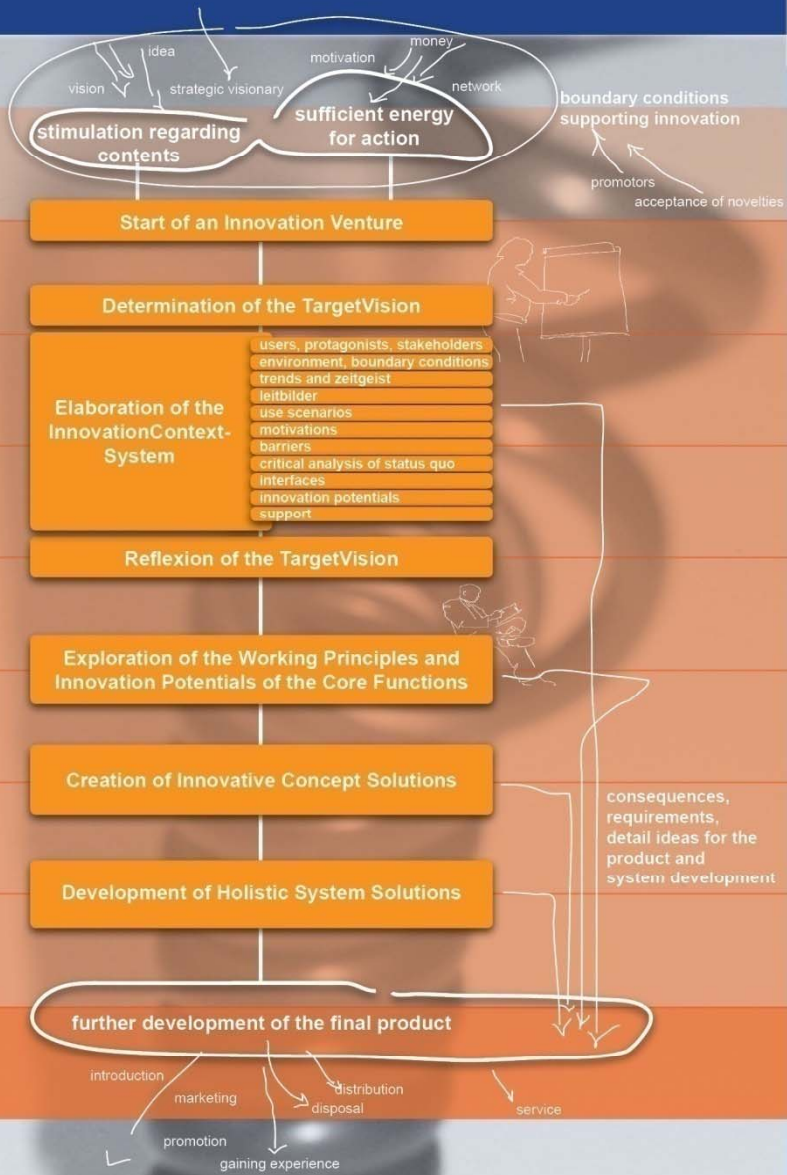 idea
vision
strategic visionary
motivation
money
network
stimulation regarding
contents
sufficient energy
for action
boundary conditions
supporting innovation
promotors
acceptance of novelties
Start of an Innovation Venture
Determination of the TargetVision
Elaboration of the
InnovationContext-
System
users, protagonists, stakeholders
environment, boundary conditions
trends and zeitgeist
leitbilder
use scenarios
motivations
barriers
critical analysis of status quo
interfaces
innovation potentials
support
Reflexion of the TargetVision
Exploration of the Working Principles and
Innovation Potentials of the Core Functions
Creation of Innovative Concept Solutions
consequences,
requirements,
detail ideas for the
product and
system development
Development of Holistic System Solutions
further development of the final product
introduction
marketing
distribution
disposal
service
promotion
gaining experience